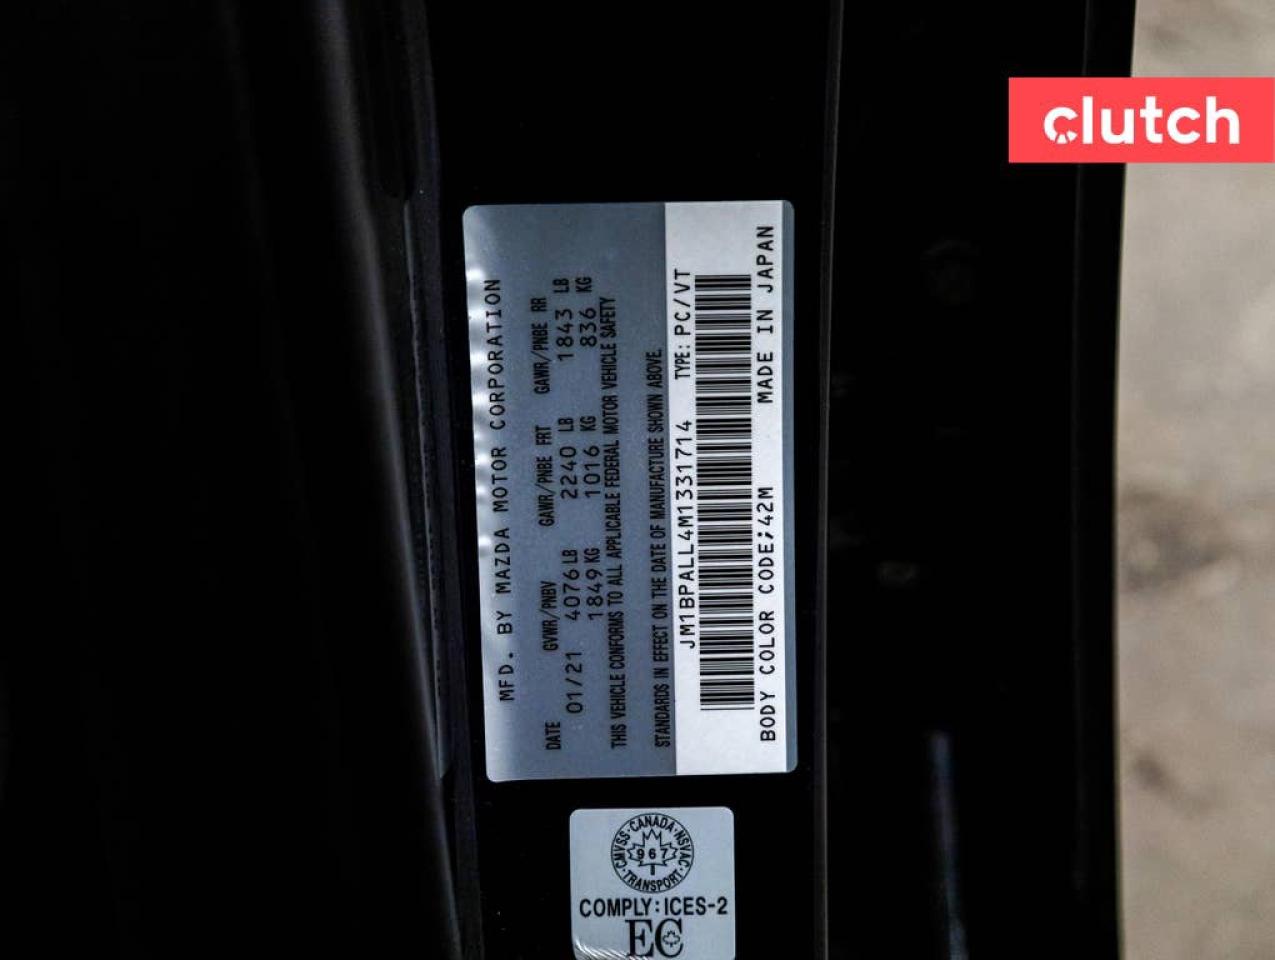 clutch
MFD. BY MAZDA MOTOR CORPORATION
DATE GVWR/PNBV GAWR/PNBE FRT GAWR/PNBE RR
01/21 4076 LB 2240 LB 1843 LB
1849 KG 1016 KG 836 KG
THIS VEHICLE CONFORMS TO ALL APPLICABLE FEDERAL MOTOR VEHICLE SAFETY
STANDARDS IN EFFECT ON THE DATE OF MANUFACTURE SHOWN ABOVE.
JM1BPALL4M1331714 TYPE: PC/VT
BODY COLOR CODE;42M MADE IN JAPAN
CANADA
CMVSS · NSVAC
967
TRANSPORT
COMPLY:ICES-2
EC